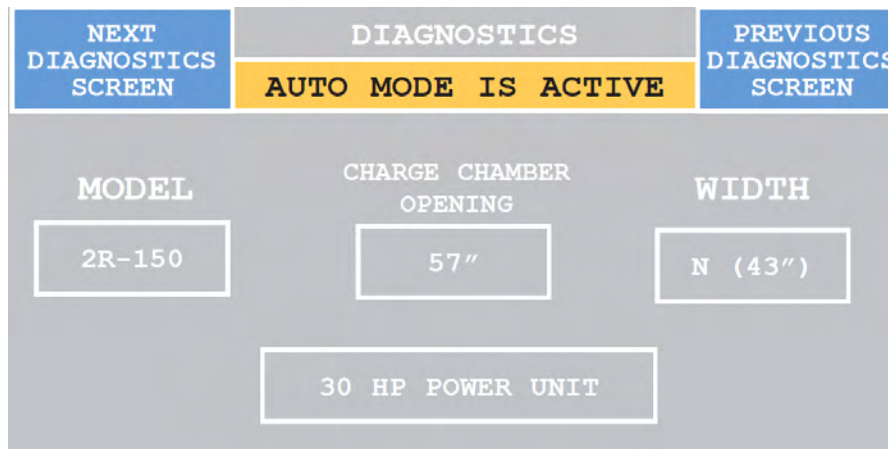 NEXT
DIAGNOSTICS
SCREEN
DIAGNOSTICS
AUTO MODE IS ACTIVE
PREVIOUS
DIAGNOSTICS
SCREEN
MODEL
2R-150
CHARGE CHAMBER
OPENING
57"
WIDTH
N (43")
30 HP POWER UNIT